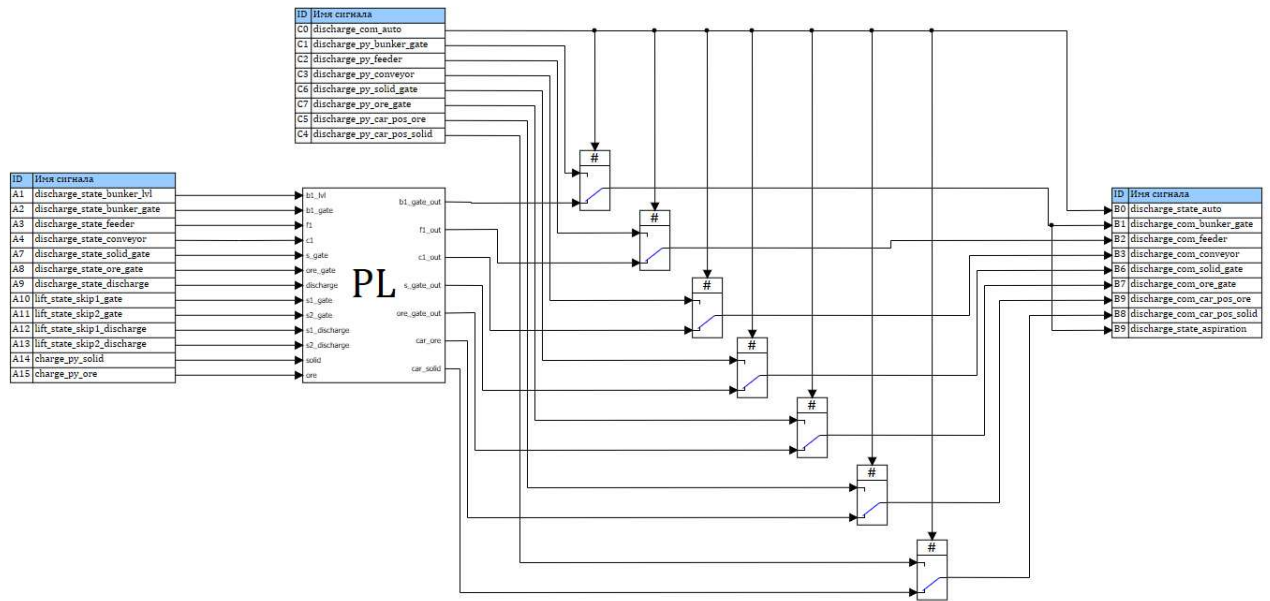 ID Имя сигнала
C0 discharge_com_auto
C1 discharge_py_bunker_gate
C2 discharge_py_feeder
C3 discharge_py_conveyor
C6 discharge_py_solid_gate
C7 discharge_py_ore_gate
C5 discharge_py_car_pos_ore
C4 discharge_py_car_pos_solid
ID Имя сигнала
A1 discharge_state_bunker_lvl
A2 discharge_state_bunker_gate
A3 discharge_state_feeder
A4 discharge_state_conveyor
A7 discharge_state_solid_gate
A8 discharge_state_ore_gate
A9 discharge_state_discharge
A10 lift_state_skip1_gate
A11 lift_state_skip2_gate
A12 lift_state_skip1_discharge
A13 lift_state_skip2_discharge
A14 charge_py_solid
A15 charge_py_ore
b1_lvl
b1_gate
f1
c1
s_gate
ore_gate
discharge
s1_gate
s2_gate
s1_discharge
s2_discharge
solid
ore
PL
b1_gate_out
f1_out
c1_out
s_gate_out
ore_gate_out
car_ore
car_solid
#
#
#
#
#
#
#
ID Имя сигнала
B0 discharge_state_auto
B1 discharge_com_bunker_gate
B2 discharge_com_feeder
B3 discharge_com_conveyor
B6 discharge_com_solid_gate
B7 discharge_com_ore_gate
B9 discharge_com_car_pos_ore
B8 discharge_com_car_pos_solid
B9 discharge_state_aspiration